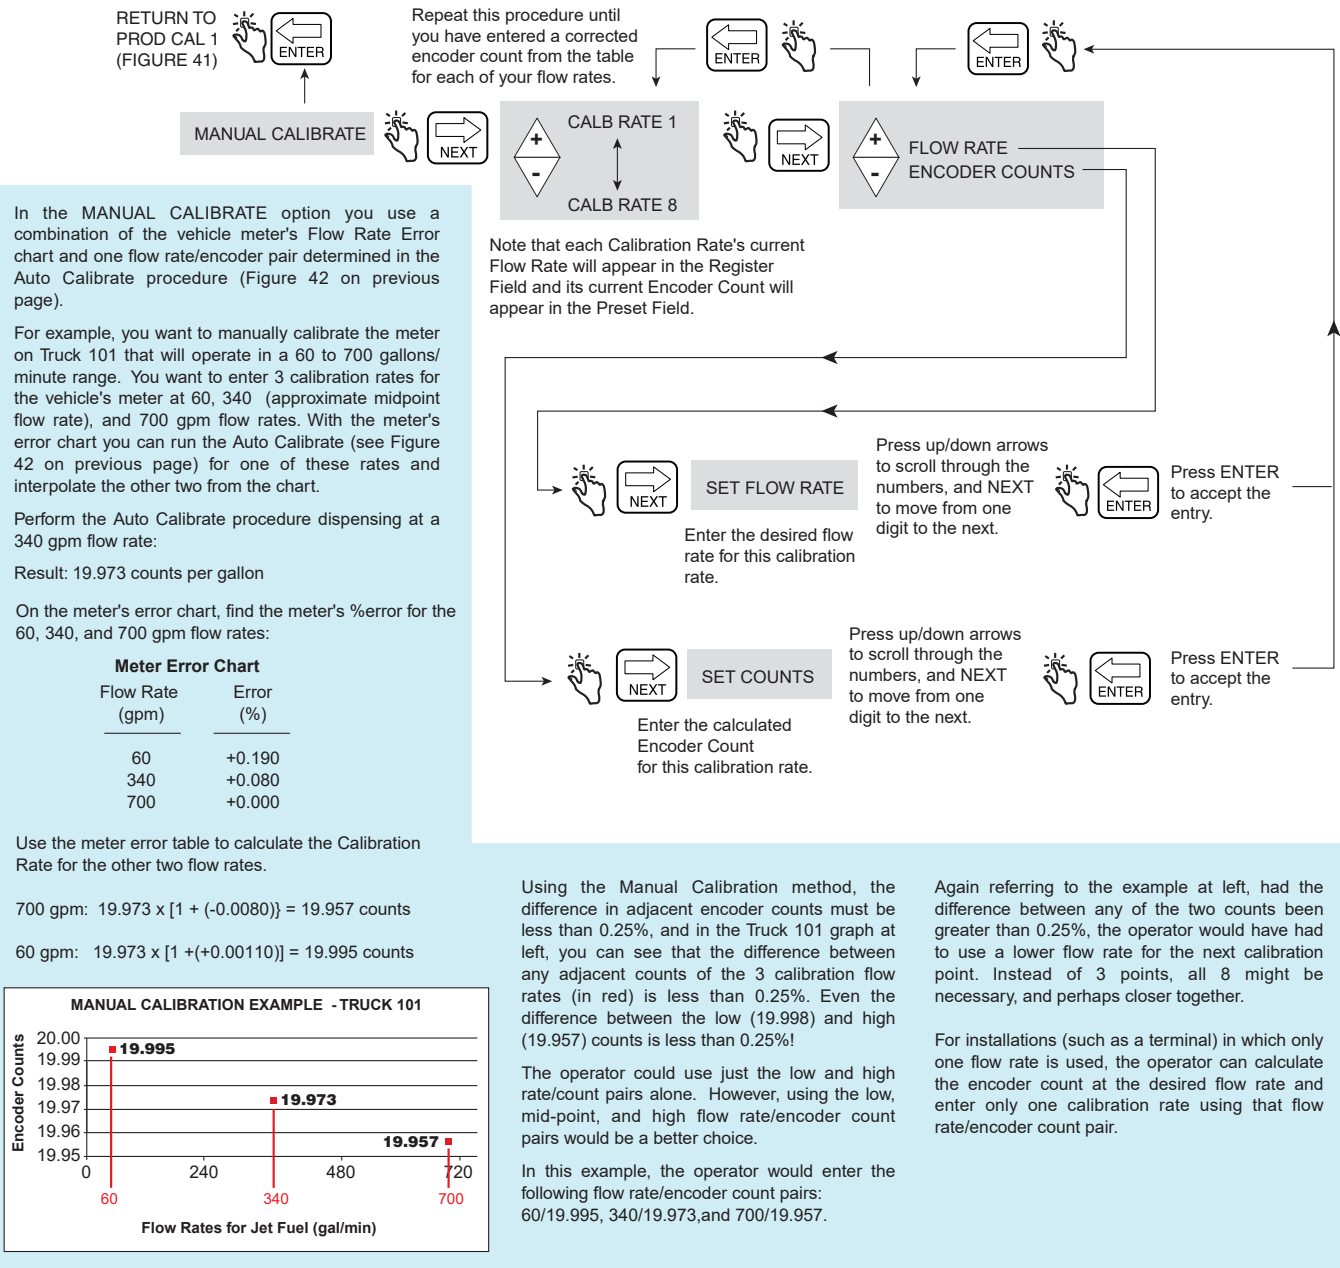 RETURN TO
PROD CAL 1
(FIGURE 41)
ENTER
Repeat this procedure until
you have entered a corrected
encoder count from the table
for each of your flow rates.
ENTER
ENTER
MANUAL CALIBRATE
NEXT
+
-
CALB RATE 1
CALB RATE 8
NEXT
+
-
FLOW RATE
ENCODER COUNTS
Note that each Calibration Rate's current
Flow Rate will appear in the Register
Field and its current Encoder Count will
appear in the Preset Field.
In the MANUAL CALIBRATE option you use a
combination of the vehicle meter's Flow Rate Error
chart and one flow rate/encoder pair determined in the
Auto Calibrate procedure (Figure 42 on previous
page).
For example, you want to manually calibrate the meter
on Truck 101 that will operate in a 60 to 700 gallons/
minute range. You want to enter 3 calibration rates for
the vehicle's meter at 60, 340 (approximate midpoint
flow rate), and 700 gpm flow rates. With the meter's
error chart you can run the Auto Calibrate (see Figure
42 on previous page) for one of these rates and
interpolate the other two from the chart.
Perform the Auto Calibrate procedure dispensing at a
340 gpm flow rate:
Result: 19.973 counts per gallon
On the meter's error chart, find the meter's %error for the
60, 340, and 700 gpm flow rates:
Meter Error Chart
Flow Rate Error
(gpm) (%)
60 +0.190
340 +0.080
700 +0.000
Use the meter error table to calculate the Calibration
Rate for the other two flow rates.
700 gpm: 19.973 x [1 + (-0.0080)} = 19.957 counts
60 gpm: 19.973 x [1 +(+0.00110)] = 19.995 counts
NEXT
SET FLOW RATE
Enter the desired flow
rate for this calibration
rate.
Press up/down arrows
to scroll through the
numbers, and NEXT
to move from one
digit to the next.
ENTER
Press ENTER
to accept the
entry.
NEXT
SET COUNTS
Enter the calculated
Encoder Count
for this calibration rate.
Press up/down arrows
to scroll through the
numbers, and NEXT
to move from one
digit to the next.
ENTER
Press ENTER
to accept the
entry.
MANUAL CALIBRATION EXAMPLE - TRUCK 101
Encoder Counts
20.00
19.99
19.98
19.97
19.96
19.95
19.995
19.973
19.957
0 240 480 720
60 340 700
Flow Rates for Jet Fuel (gal/min)
Using the Manual Calibration method, the
difference in adjacent encoder counts must be
less than 0.25%, and in the Truck 101 graph at
left, you can see that the difference between
any adjacent counts of the 3 calibration flow
rates (in red) is less than 0.25%. Even the
difference between the low (19.998) and high
(19.957) counts is less than 0.25%!
The operator could use just the low and high
rate/count pairs alone. However, using the low,
mid-point, and high flow rate/encoder count
pairs would be a better choice.
In this example, the operator would enter the
following flow rate/encoder count pairs:
60/19.995, 340/19.973,and 700/19.957.
Again referring to the example at left, had the
difference between any of the two counts been
greater than 0.25%, the operator would have had
to use a lower flow rate for the next calibration
point. Instead of 3 points, all 8 might be
necessary, and perhaps closer together.
For installations (such as a terminal) in which only
one flow rate is used, the operator can calculate
the encoder count at the desired flow rate and
enter only one calibration rate using that flow
rate/encoder count pair.